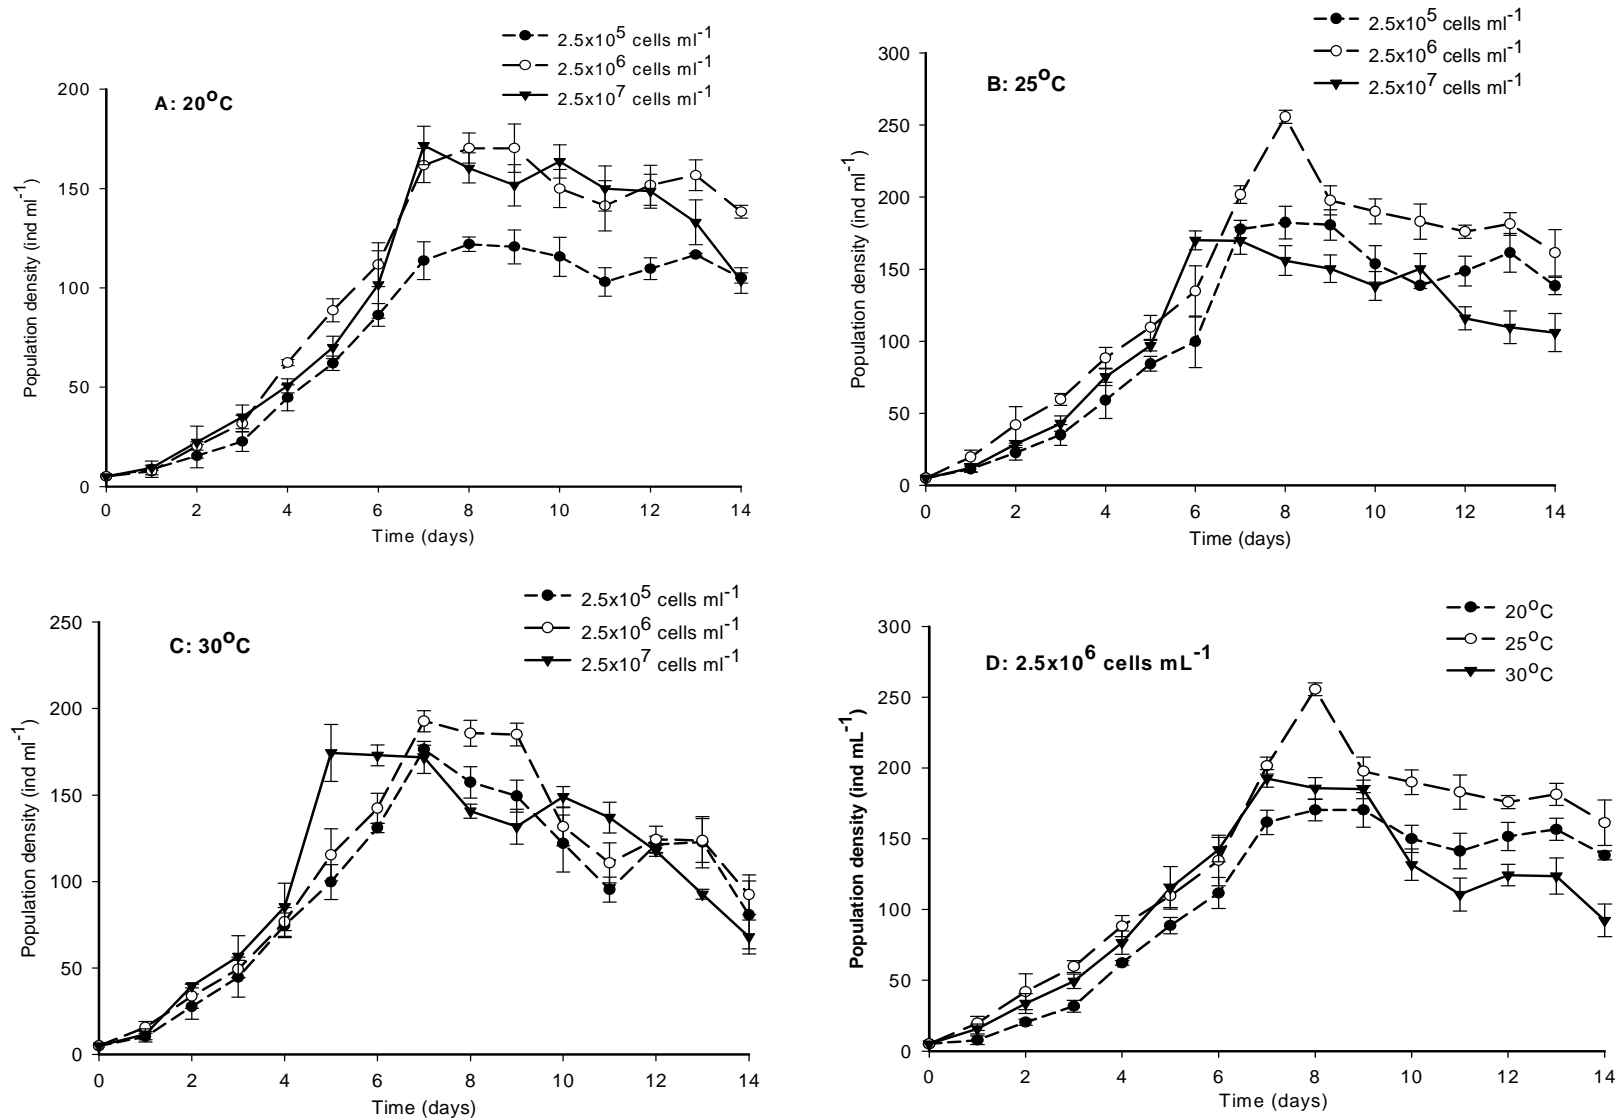 2.5x10^5 cells ml^-1
2.5x10^6 cells ml^-1
2.5x10^7 cells ml^-1
A: 20°C
Population density (ind ml^-1)
200
150
100
50
0
0 2 4 6 8 10 12 14
Time (days)
2.5x10^5 cells ml^-1
2.5x10^6 cells ml^-1
2.5x10^7 cells ml^-1
B: 25°C
Population density (ind ml^-1)
300
250
200
150
100
50
0
0 2 4 6 8 10 12 14
Time (days)
2.5x10^5 cells ml^-1
2.5x10^6 cells ml^-1
2.5x10^7 cells ml^-1
C: 30°C
Population density (ind ml^-1)
250
200
150
100
50
0
0 2 4 6 8 10 12 14
Time (days)
20°C
25°C
30°C
D: 2.5x10^6 cells mL^-1
Population density (ind mL^-1)
300
250
200
150
100
50
0
0 2 4 6 8 10 12 14
Time (days)